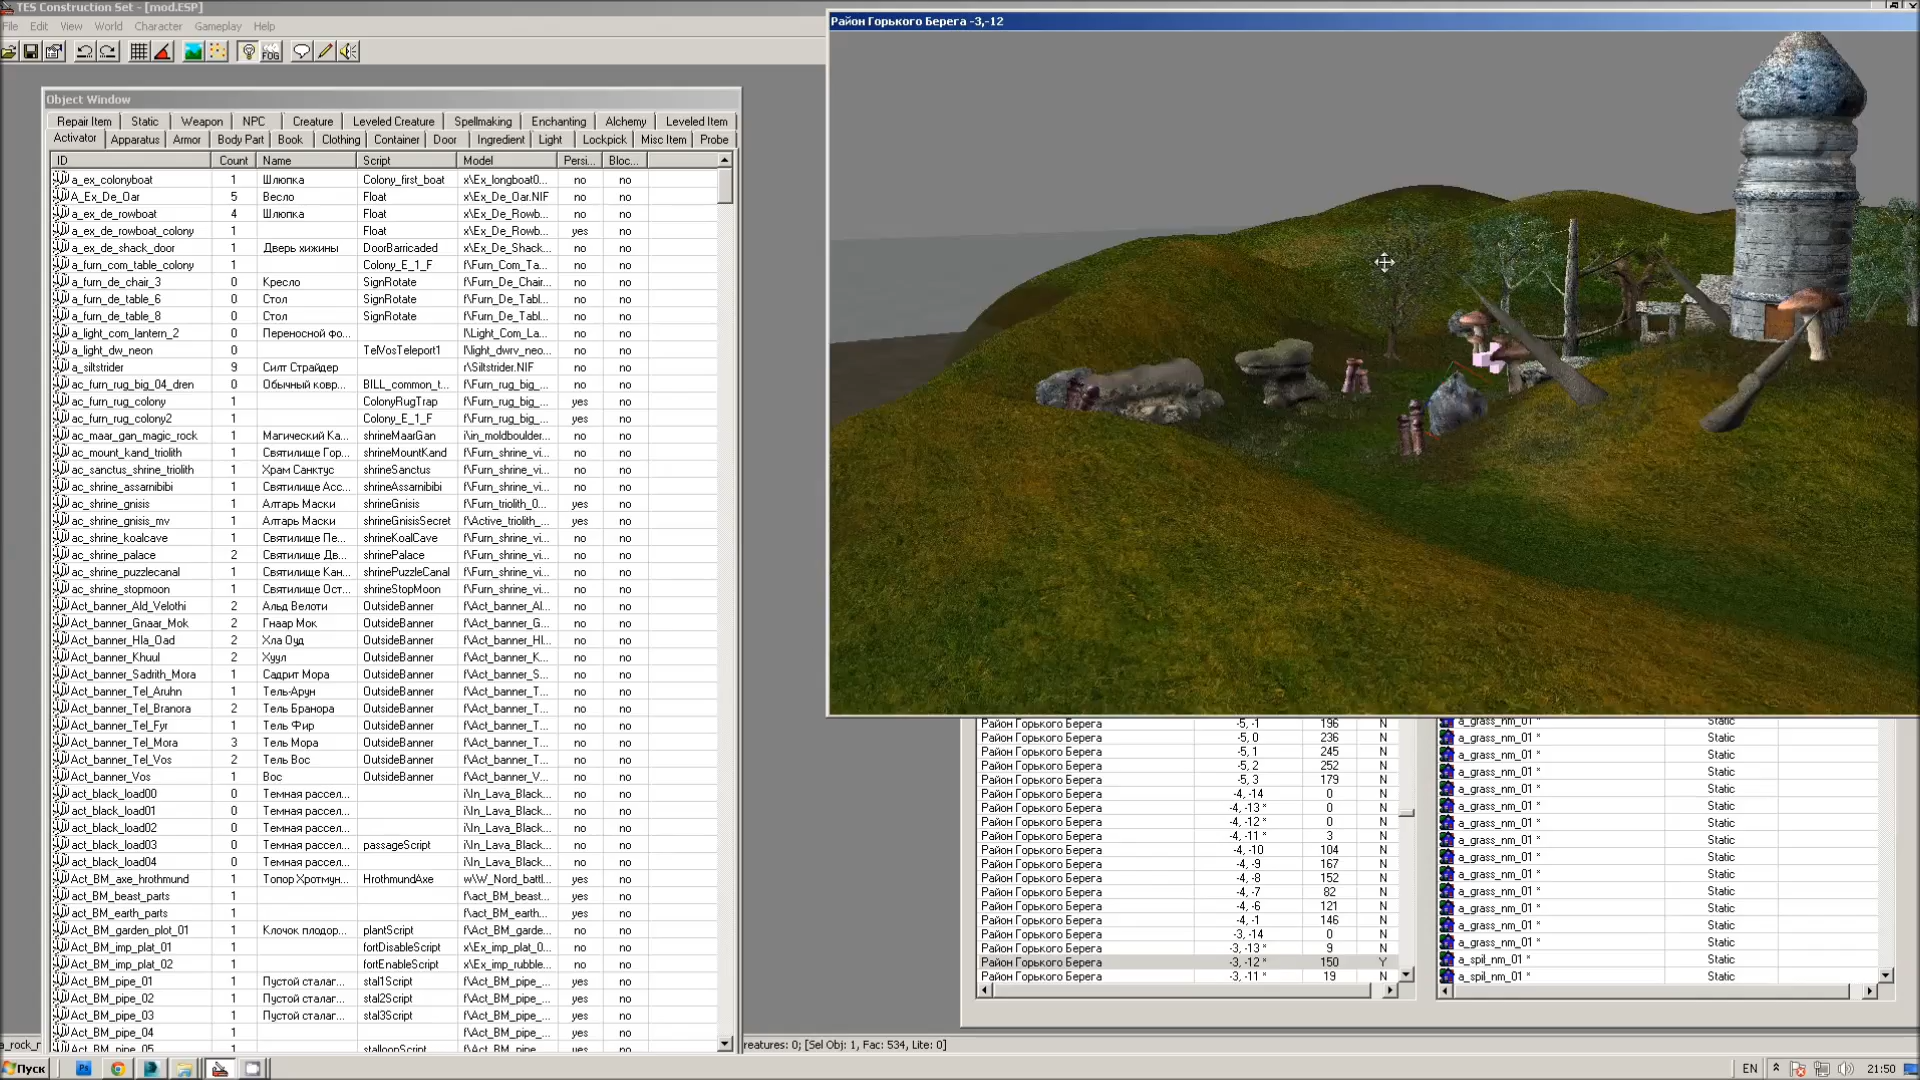 TES Construction Set - [mod.ESP]
File Edit View World Character Gameplay Help
FOG
Object Window
Repair Item Static Weapon NPC Creature Leveled Creature Spellmaking Enchanting Alchemy Leveled Item
Activator Apparatus Armor Body Part Book Clothing Container Door Ingredient Light Lockpick Misc Item Probe
ID Count Name Script Model Persi... Bloc...
a_ex_colonyboat 1 Шлюпка Colony_first_boat x\Ex_longboat0... no no
A_Ex_De_Oar 5 Весло Float x\Ex_De_Oar.NIF no no
a_ex_de_rowboat 4 Шлюпка Float x\Ex_De_Rowb... no no
a_ex_de_rowboat_colony 1 Float x\Ex_De_Rowb... yes no
a_ex_de_shack_door 1 Дверь хижины DoorBarricaded x\Ex_De_Shack... no no
a_furn_com_table_colony 1 Colony_E_1_F f\Furn_Com_Ta... no no
a_furn_de_chair_3 0 Кресло SignRotate f\Furn_De_Chair... no no
a_furn_de_table_6 0 Стол SignRotate f\Furn_De_Tabl... no no
a_furn_de_table_8 0 Стол SignRotate f\Furn_De_Tabl... no no
a_light_com_lantern_2 0 Переносной фо... l\Light_Com_La... no no
a_light_dw_neon 0 TelVosTeleport1 l\light_dwrv_neo... no no
a_siltstrider 9 Силт Страйдер r\Siltstrider.NIF no no
ac_furn_rug_big_04_dren 0 Обычный ковр... BILL_common_t... f\Furn_rug_big_... no no
ac_furn_rug_colony 1 ColonyRugTrap f\Furn_rug_big_... yes no
ac_furn_rug_colony2 1 Colony_E_1_F f\Furn_rug_big_... yes no
ac_maar_gan_magic_rock 1 Магический Ка... shrineMaarGan i\in_moldboulder... no no
ac_mount_kand_triolith 1 Святилище Гор... shrineMountKand f\Furn_shrine_vi... no no
ac_sanctus_shrine_triolith 1 Храм Санктус shrineSanctus f\Furn_shrine_vi... no no
ac_shrine_assarnibibi 1 Святилище Асс... shrineAssarnibibi f\Furn_shrine_vi... no no
ac_shrine_gnisis 1 Алтарь Маски shrineGnisis f\Furn_triolith_0... yes no
ac_shrine_gnisis_mv 1 Алтарь Маски shrineGnisisSecret f\Active_triolith_... no no
ac_shrine_koalcave 1 Святилище Пе... shrineKoalCave f\Furn_shrine_vi... no no
ac_shrine_palace 2 Святилище Дв... shrinePalace f\Furn_shrine_vi... no no
ac_shrine_puzzlecanal 1 Святилище Кан... shrinePuzzleCanal f\Furn_shrine_vi... no no
ac_shrine_stopmoon 1 Святилище Ост... shrineStopMoon f\Furn_shrine_vi... no no
Act_banner_Ald_Velothi 2 Альд Велоти OutsideBanner f\Act_banner_Al... no no
Act_banner_Gnaar_Mok 2 Гнаар Мок OutsideBanner f\Act_banner_G... no no
Act_banner_Hla_Oad 2 Хла Оуд OutsideBanner f\Act_banner_Hl... no no
Act_banner_Khuul 2 Хуул OutsideBanner f\Act_banner_K... no no
Act_banner_Sadrith_Mora 1 Садрит Мора OutsideBanner f\Act_banner_S... no no
Act_banner_Tel_Aruhn 1 Тель-Арун OutsideBanner f\Act_banner_T... no no
Act_banner_Tel_Branora 2 Тель Бранора OutsideBanner f\Act_banner_T... no no
Act_banner_Tel_Fyr 1 Тель Фир OutsideBanner f\Act_banner_T... no no
Act_banner_Tel_Mora 3 Тель Мора OutsideBanner f\Act_banner_T... no no
Act_banner_Tel_Vos 2 Тель Вос OutsideBanner f\Act_banner_T... no no
Act_banner_Vos 1 Вос OutsideBanner f\Act_banner_V... no no
act_black_load00 0 Темная рассел... i\In_Lava_Black... no no
act_black_load01 0 Темная рассел... i\In_Lava_Black... no no
act_black_load02 0 Темная рассел... i\In_Lava_Black... no no
act_black_load03 0 Темная рассел... passageScript i\In_Lava_Black... no no
act_black_load04 0 Темная рассел... i\In_Lava_Black... no no
Act_BM_axe_hrothmund 1 Топор Хротмун... HrothmundAxe w\W_Nord_battl... yes no
act_BM_beast_parts 1 f\act_BM_beast... yes no
act_BM_earth_parts 1 f\act_BM_earth... yes no
Act_BM_garden_plot_01 1 Клочок плодор... plantScript f\Act_BM_garde... no no
Act_BM_imp_plat_01 1 fortDisableScript x\Ex_imp_plat_0... no no
Act_BM_imp_plat_02 1 fortEnableScript x\Ex_imp_rubble... no no
Act_BM_pipe_01 1 Пустой сталаг... stal1Script f\Act_BM_pipe_... yes no
Act_BM_pipe_02 1 Пустой сталаг... stal2Script f\Act_BM_pipe_... yes no
Act_BM_pipe_03 1 Пустой сталаг... stal3Script f\Act_BM_pipe_... yes no
Act_BM_pipe_04 1 f\Act_BM_pipe_... yes no
Act_BM_pipe_05 1 stalloopScript f\Act_BM_pipe_... yes no
Район Горького Берега -3,-12
Район Горького Берега -5, -1 196 N
Район Горького Берега -5, 0 236 N
Район Горького Берега -5, 1 245 N
Район Горького Берега -5, 2 252 N
Район Горького Берега -5, 3 179 N
Район Горького Берега -4, -14 0 N
Район Горького Берега -4, -13 * 0 N
Район Горького Берега -4, -12 * 0 N
Район Горького Берега -4, -11 * 3 N
Район Горького Берега -4, -10 104 N
Район Горького Берега -4, -9 167 N
Район Горького Берега -4, -8 152 N
Район Горького Берега -4, -7 82 N
Район Горького Берега -4, -6 121 N
Район Горького Берега -4, -1 146 N
Район Горького Берега -3, -14 0 N
Район Горького Берега -3, -13 * 9 N
Район Горького Берега -3, -12 * 150 Y
Район Горького Берега -3, -11 * 19 N
a_grass_nm_01 * Static
a_grass_nm_01 * Static
a_grass_nm_01 * Static
a_grass_nm_01 * Static
a_grass_nm_01 * Static
a_grass_nm_01 * Static
a_grass_nm_01 * Static
a_grass_nm_01 * Static
a_grass_nm_01 * Static
a_grass_nm_01 * Static
a_grass_nm_01 * Static
a_grass_nm_01 * Static
a_grass_nm_01 * Static
a_grass_nm_01 * Static
a_spil_nm_01 * Static
a_spil_nm_01 * Static
a_rock_r
reatures: 0; [Sel Obj: 1, Fac: 534, Lite: 0]
Пуск
Ps
EN 21:50